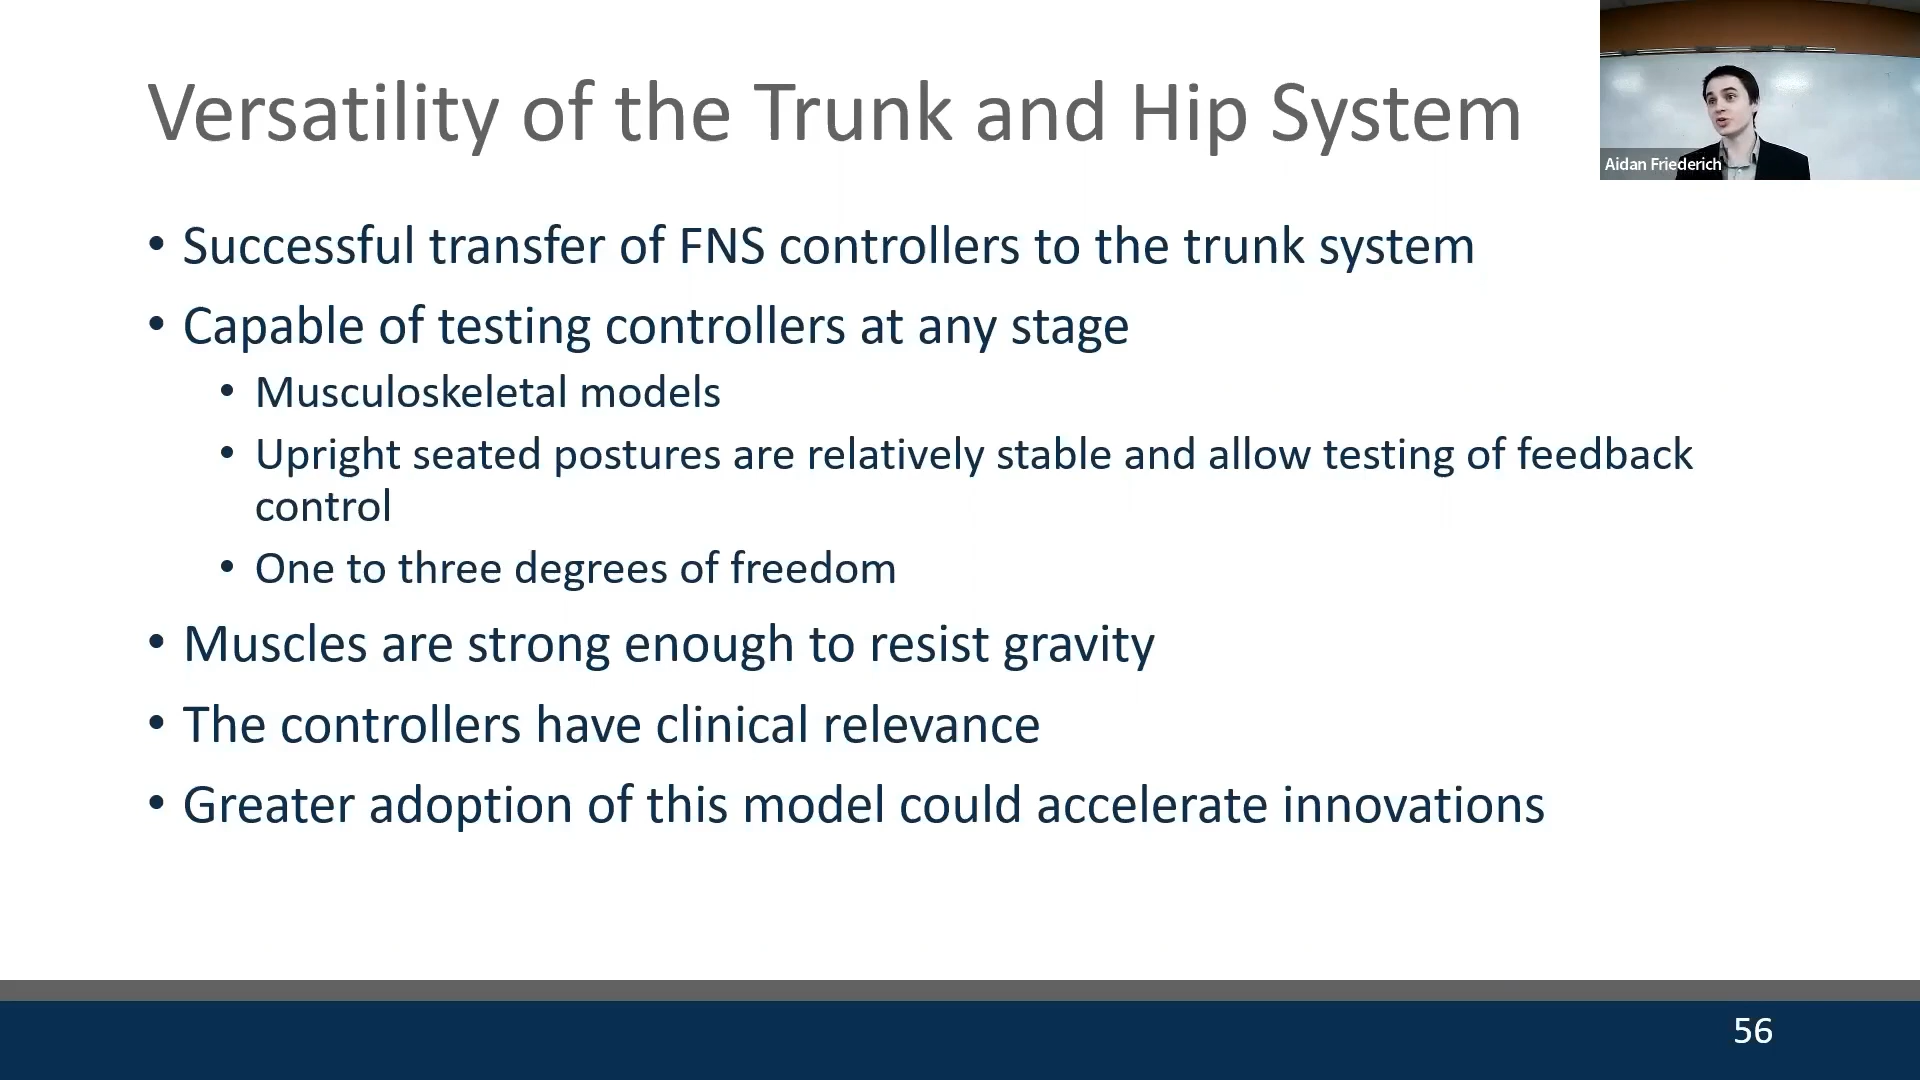 Versatility of the Trunk and Hip System
Aidan Friederich
• Successful transfer of FNS controllers to the trunk system
• Capable of testing controllers at any stage
• Musculoskeletal models
• Upright seated postures are relatively stable and allow testing of feedback
control
• One to three degrees of freedom
• Muscles are strong enough to resist gravity
• The controllers have clinical relevance
• Greater adoption of this model could accelerate innovations
56